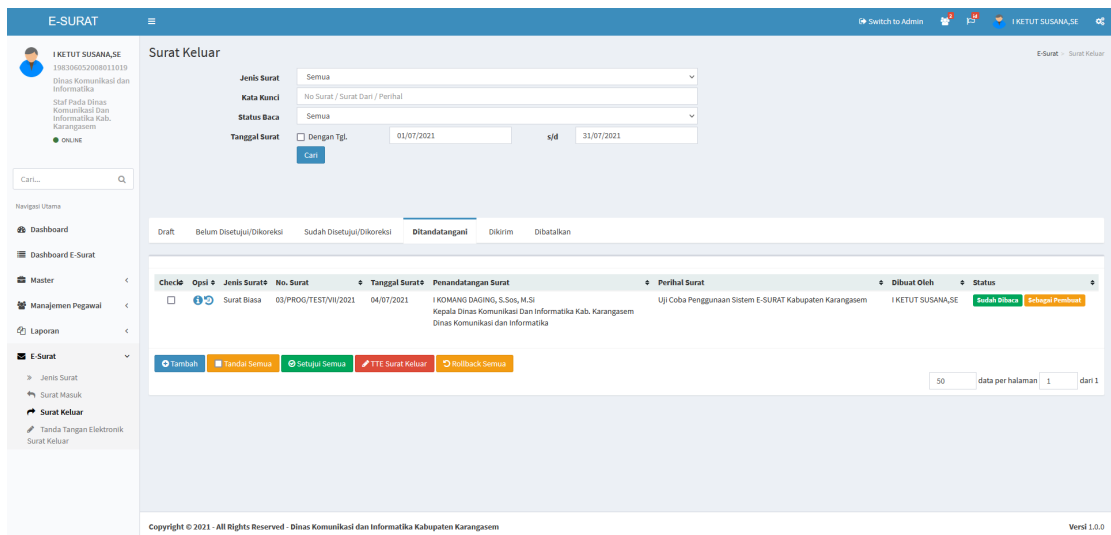 E-SURAT
Switch to Admin
I KETUT SUSANA,SE
I KETUT SUSANA,SE
198306052008011019
Dinas Komunikasi dan
Informatika
Staf Pada Dinas
Komunikasi Dan
Informatika Kab.
Karangasem
ONLINE
Cari...
Navigasi Utama
Dashboard
Dashboard E-Surat
Master
Manajemen Pegawai
Laporan
E-Surat
Jenis Surat
Surat Masuk
Surat Keluar
Tanda Tangan Elektronik
Surat Keluar
Surat Keluar
E-Surat > Surat Keluar
Jenis Surat Semua
Kata Kunci No Surat / Surat Dari / Perihal
Status Baca Semua
Tanggal Surat Dengan Tgl. 01/07/2021 s/d 31/07/2021
Cari
Draft Belum Disetujui/Dikoreksi Sudah Disetujui/Dikoreksi Ditandatangani Dikirim Dibatalkan
Check Opsi Jenis Surat No. Surat Tanggal Surat Penandatangan Surat Perihal Surat Dibuat Oleh Status
Surat Biasa 03/PROG/TEST/VII/2021 04/07/2021 I KOMANG DAGING, S.Sos, M.SI Uji Coba Penggunaan Sistem E-SURAT Kabupaten Karangasem I KETUT SUSANA,SE Sudah Dibaca Sebagai Pembuat
Kepala Dinas Komunikasi Dan Informatika Kab. Karangasem
Dinas Komunikasi dan Informatika
Tambah Tandai Semua Setujui Semua TTE Surat Keluar Rollback Semua
50 data per halaman 1 dari 1
Copyright © 2021 - All Rights Reserved - Dinas Komunikasi dan Informatika Kabupaten Karangasem
Versi 1.0.0